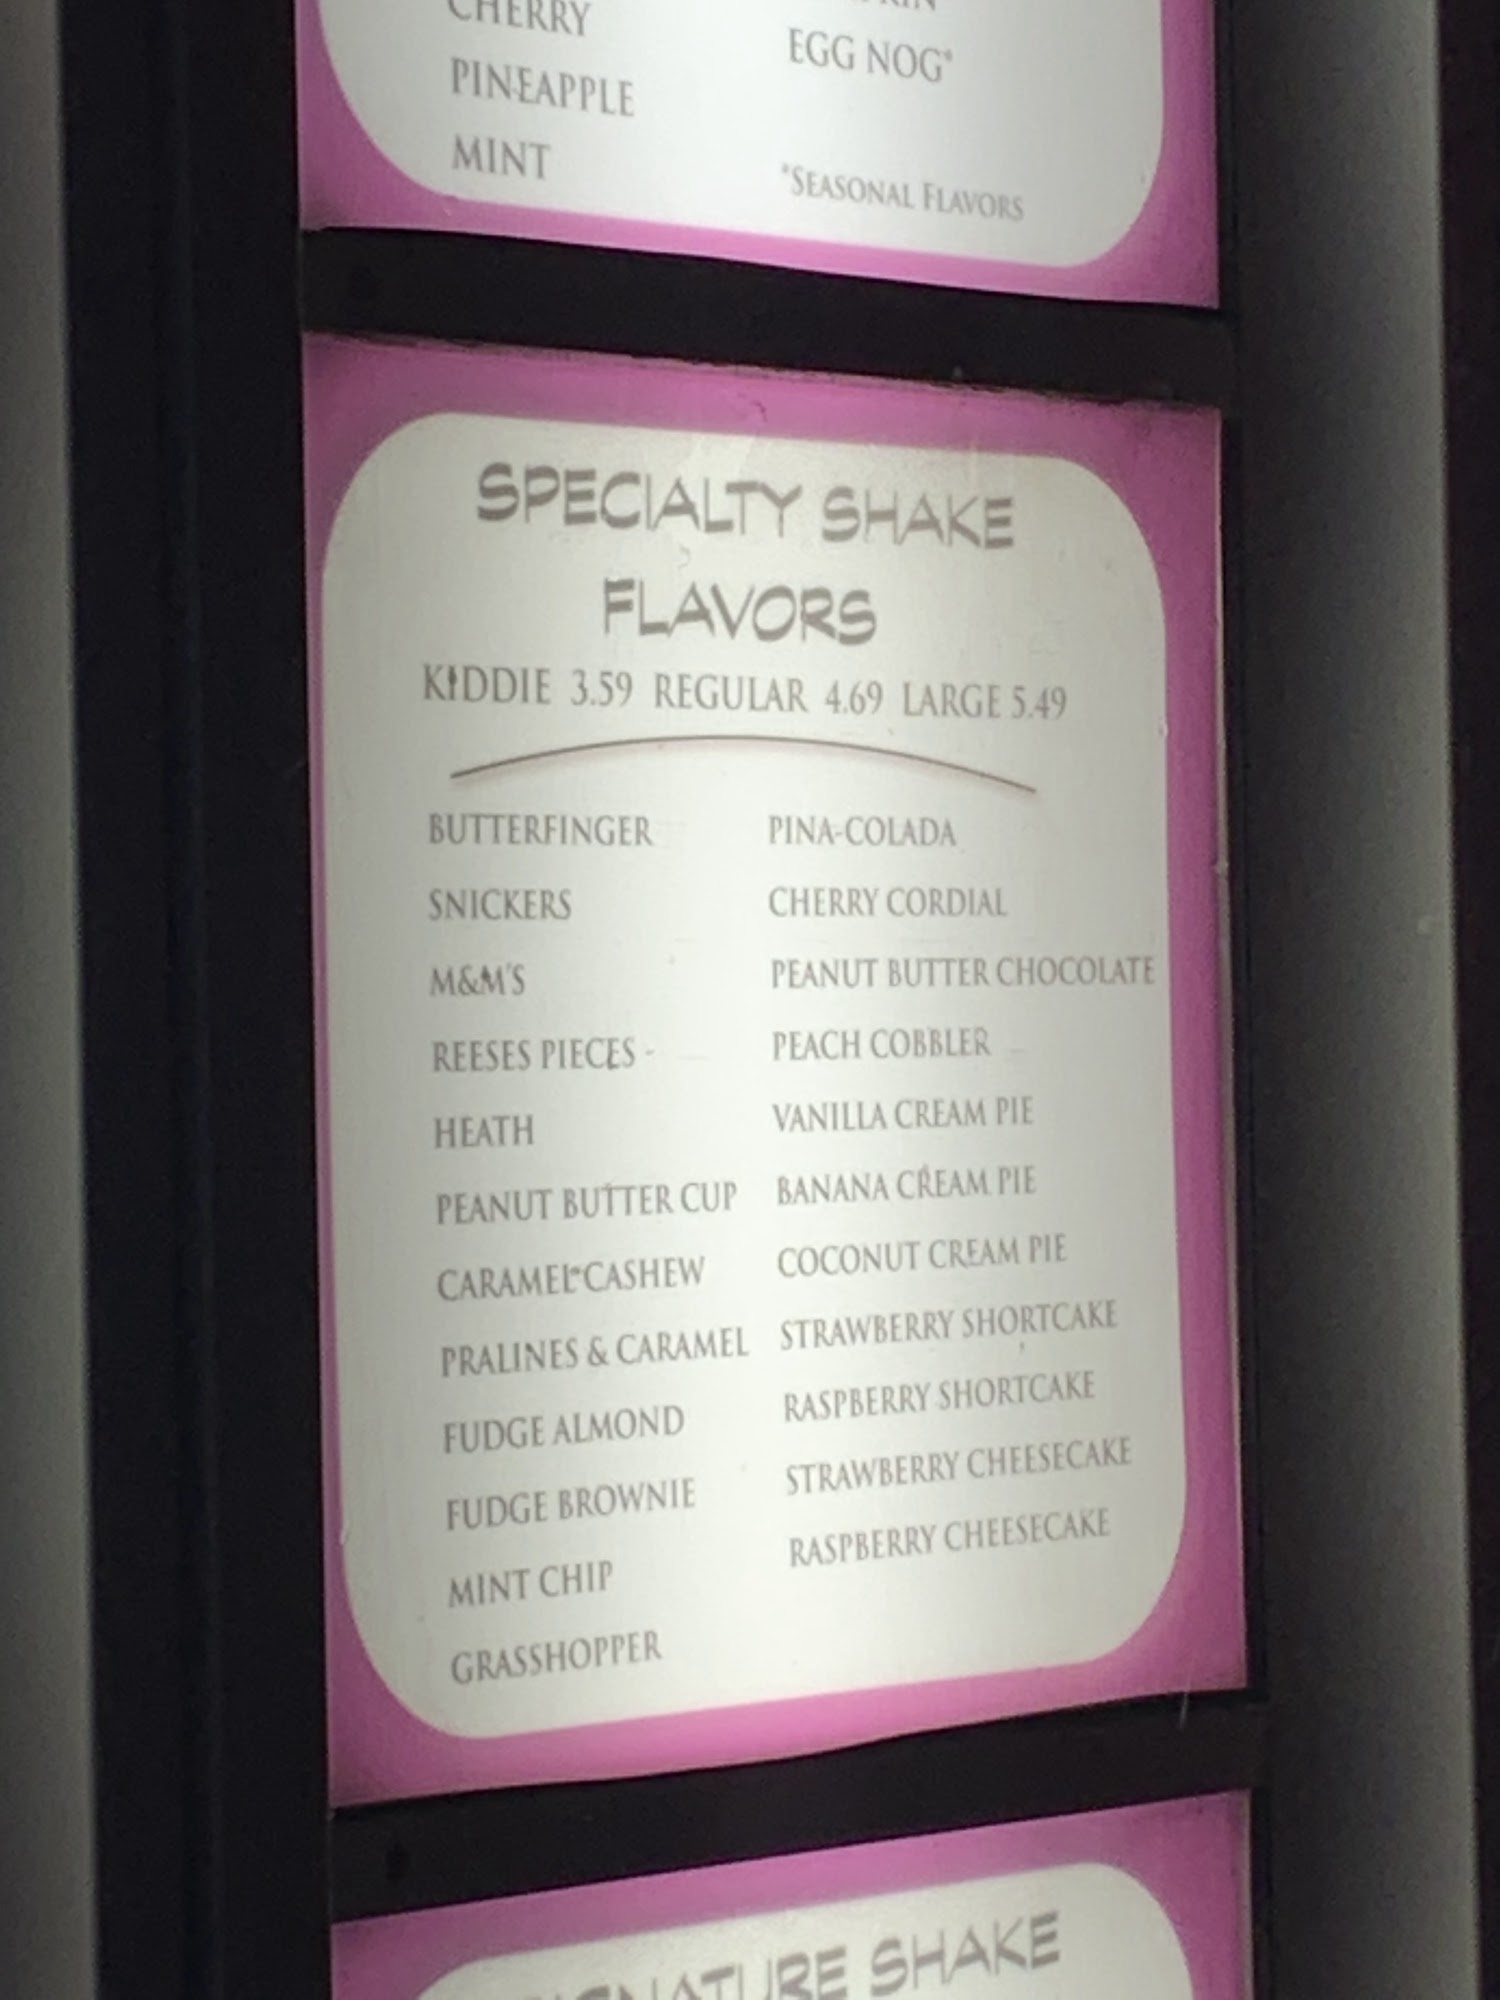 CHERRY
PINEAPPLE
MINT
EGG NOG*
*SEASONAL FLAVORS
SPECIALTY SHAKE
FLAVORS
KIDDIE 3.59 REGULAR 4.69 LARGE 5.49
BUTTERFINGER
SNICKERS
M&M'S
REESES PIECES
HEATH
PEANUT BUTTER CUP
CARAMEL CASHEW
PRALINES & CARAMEL
FUDGE ALMOND
FUDGE BROWNIE
MINT CHIP
GRASSHOPPER
PINA-COLADA
CHERRY CORDIAL
PEANUT BUTTER CHOCOLATE
PEACH COBBLER
VANILLA CREAM PIE
BANANA CREAM PIE
COCONUT CREAM PIE
STRAWBERRY SHORTCAKE
RASPBERRY SHORTCAKE
STRAWBERRY CHEESECAKE
RASPBERRY CHEESECAKE
SIGNATURE SHAKE